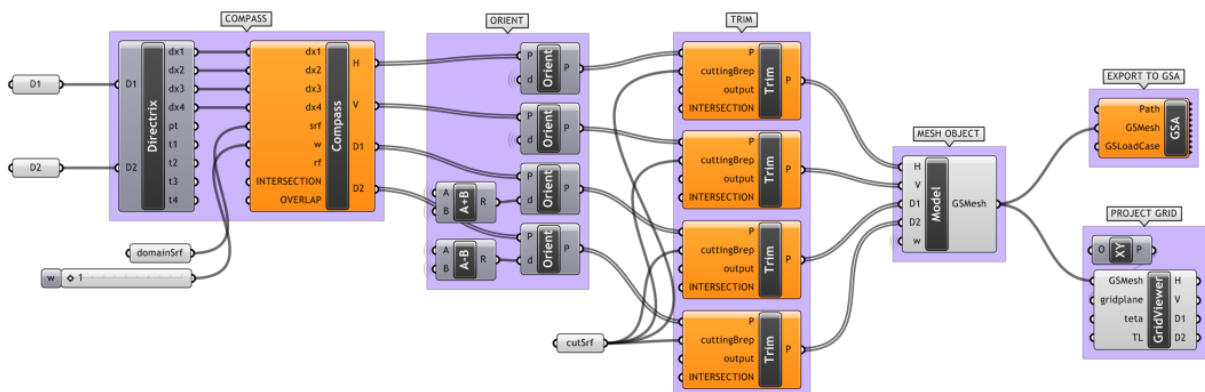 COMPASS
D1
D2
D1
D2
Directrix
dx1
dx2
dx3
dx4
pt
t1
t2
t3
t4
dx1
dx2
dx3
dx4
srf
w
rf
INTERSECTION
OVERLAP
Compass
H
V
D1
D2
domainSrf
w
1
ORIENT
P
d
Orient
P
P
d
Orient
P
P
d
Orient
P
A
B
A+B
R
P
d
Orient
P
A
B
A-B
R
cutSrf
TRIM
P
cuttingBrep
output
INTERSECTION
Trim
P
P
cuttingBrep
output
INTERSECTION
Trim
P
P
cuttingBrep
output
INTERSECTION
Trim
P
P
cuttingBrep
output
INTERSECTION
Trim
P
MESH OBJECT
H
V
D1
D2
w
Model
GSMesh
EXPORT TO GSA
Path
GSMesh
GSLoadCase
GSA
PROJECT GRID
O
XY
P
GSMesh
gridplane
teta
TL
GridViewer
H
V
D1
D2